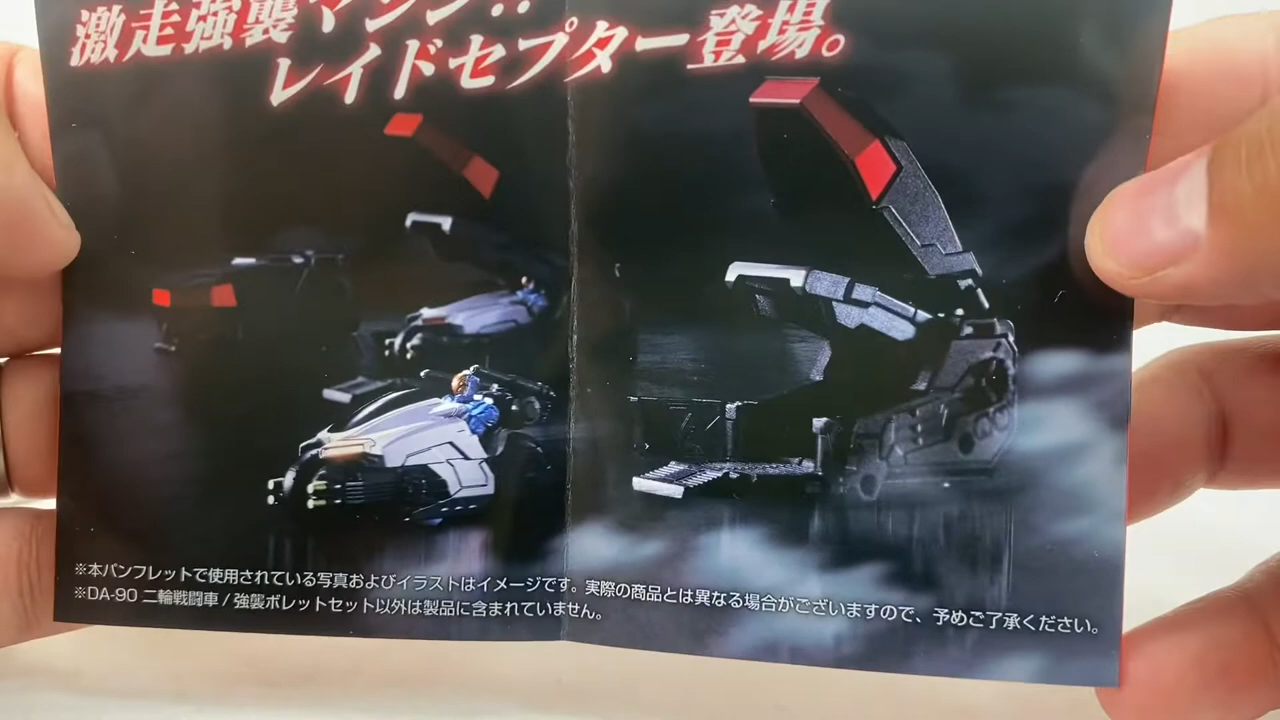 激走強襲マシン‼
レイドセプター登場。
※本パンフレットで使用されている写真およびイラストはイメージです。実際の商品とは異なる場合がございますので、予めご了承ください。
※DA-90 二輪戦闘車 / 強襲ポレットセット以外は製品に含まれていません。